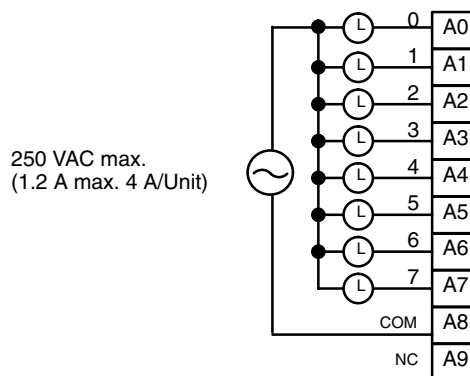 L 0 A0
L 1 A1
L 2 A2
L 3 A3
250 VAC max.
(1.2 A max. 4 A/Unit)
L 4 A4
L 5 A5
L 6 A6
L 7 A7
COM A8
NC A9